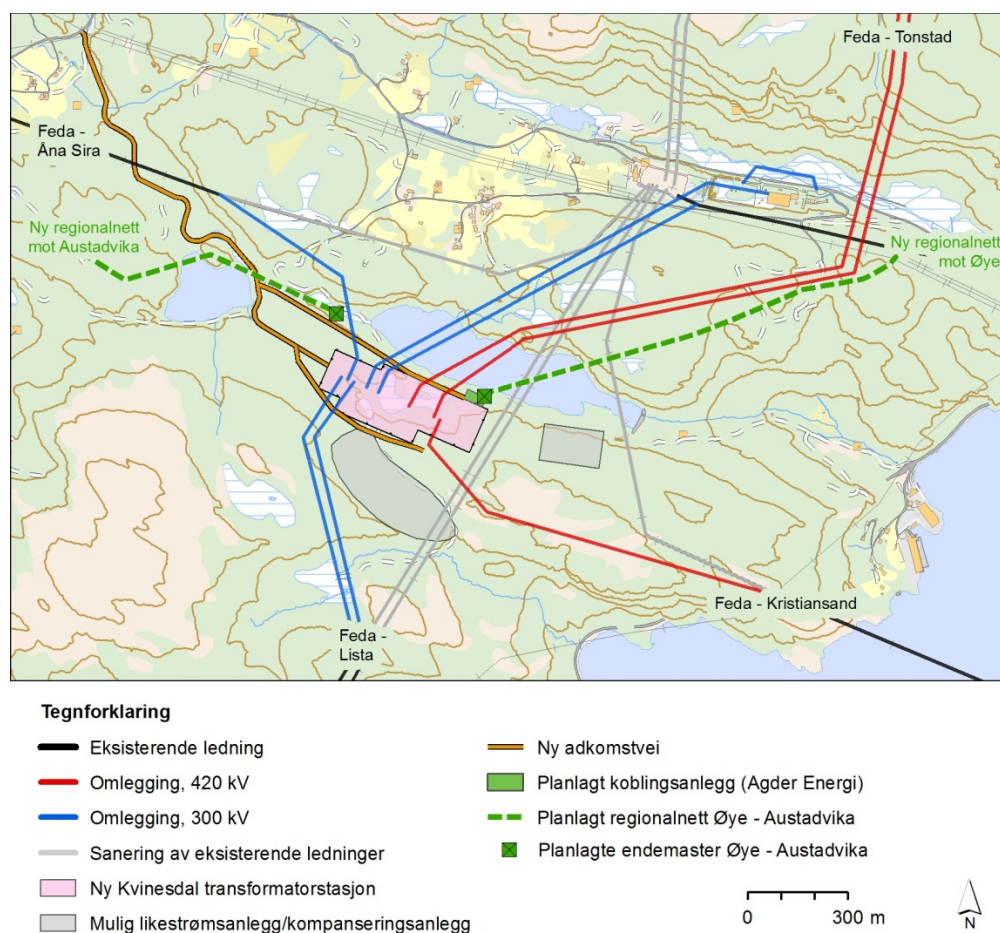 Feda - Tonstad
Feda -
Åna Sira
Ny regionalnett
mot Austadvika
Ny regionalnett
mot Øye
Feda - Kristiansand
Feda -
Lista
Tegnforklaring
Eksisterende ledning
Omlegging, 420 kV
Omlegging, 300 kV
Sanering av eksisterende ledninger
Ny Kvinesdal transformatorstasjon
Mulig likestrømsanlegg/kompanseringsanlegg
Ny adkomstvei
Planlagt koblingsanlegg (Agder Energi)
Planlagt regionalnett Øye - Austadvika
Planlagte endemaster Øye - Austadvika
0 300 m
N